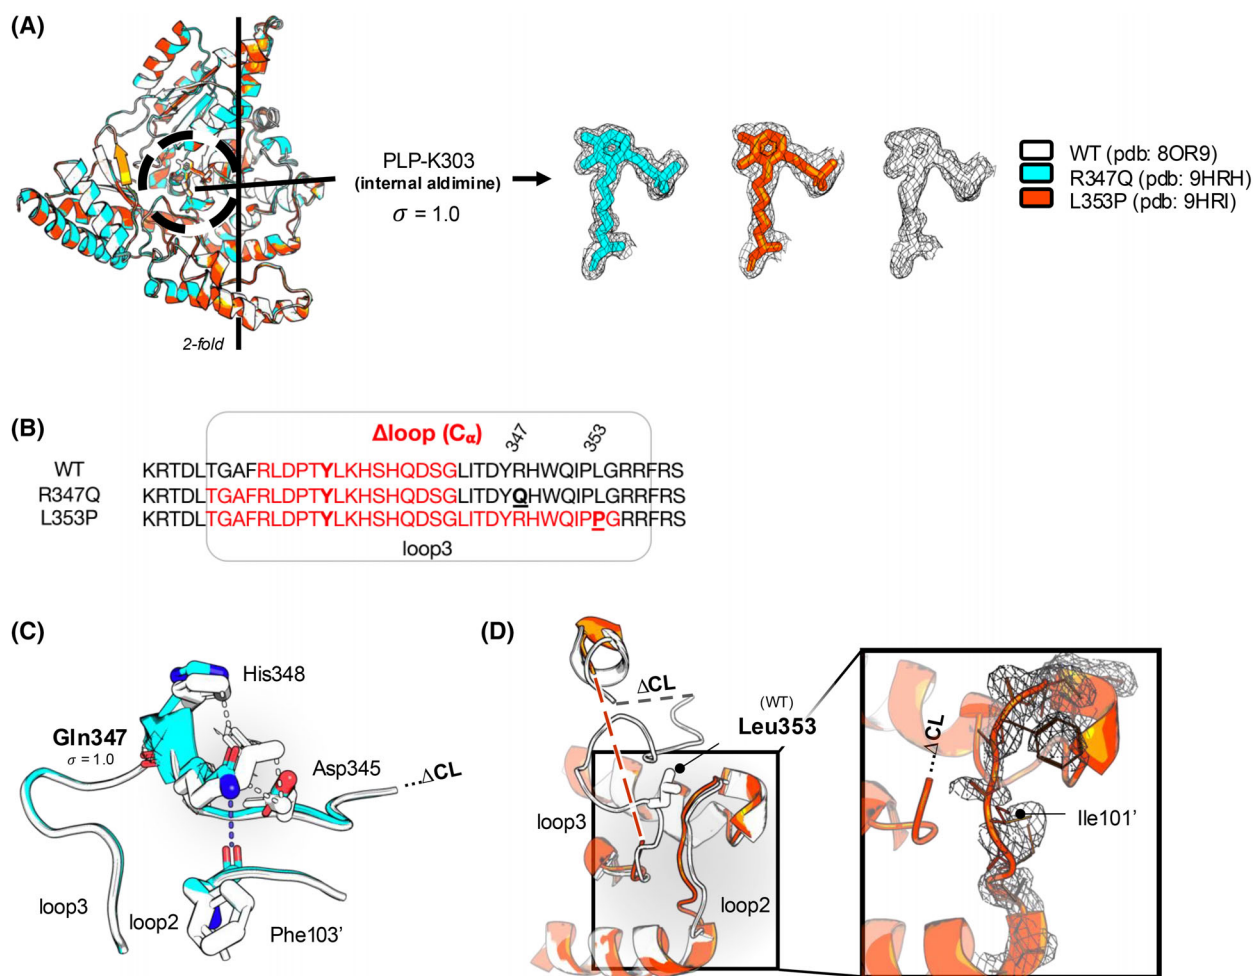 (A)
PLP-K303
(internal aldimine)
σ = 1.0
2-fold
WT (pdb: 8OR9)
R347Q (pdb: 9HRH)
L353P (pdb: 9HRI)
(B)
Δloop (Cα)
347
353
WT KRTDLTGAFRLDPTYLKHSHQDSGLITDYRHWQIPLGRRFRS
R347Q KRTDLTGAFRLDPTYLKHSHQDSGLITDYQHWQIPLGRRFRS
L353P KRTDLTGAFRLDPTYLKHSHQDSGLITDYRHWQIPPGRRFRS
loop3
(C)
His348
Gln347
σ = 1.0
Asp345
...ΔCL
loop3
loop2
Phe103’
(D)
ΔCL
(WT)
Leu353
loop3
loop2
ΔCL
Ile101’